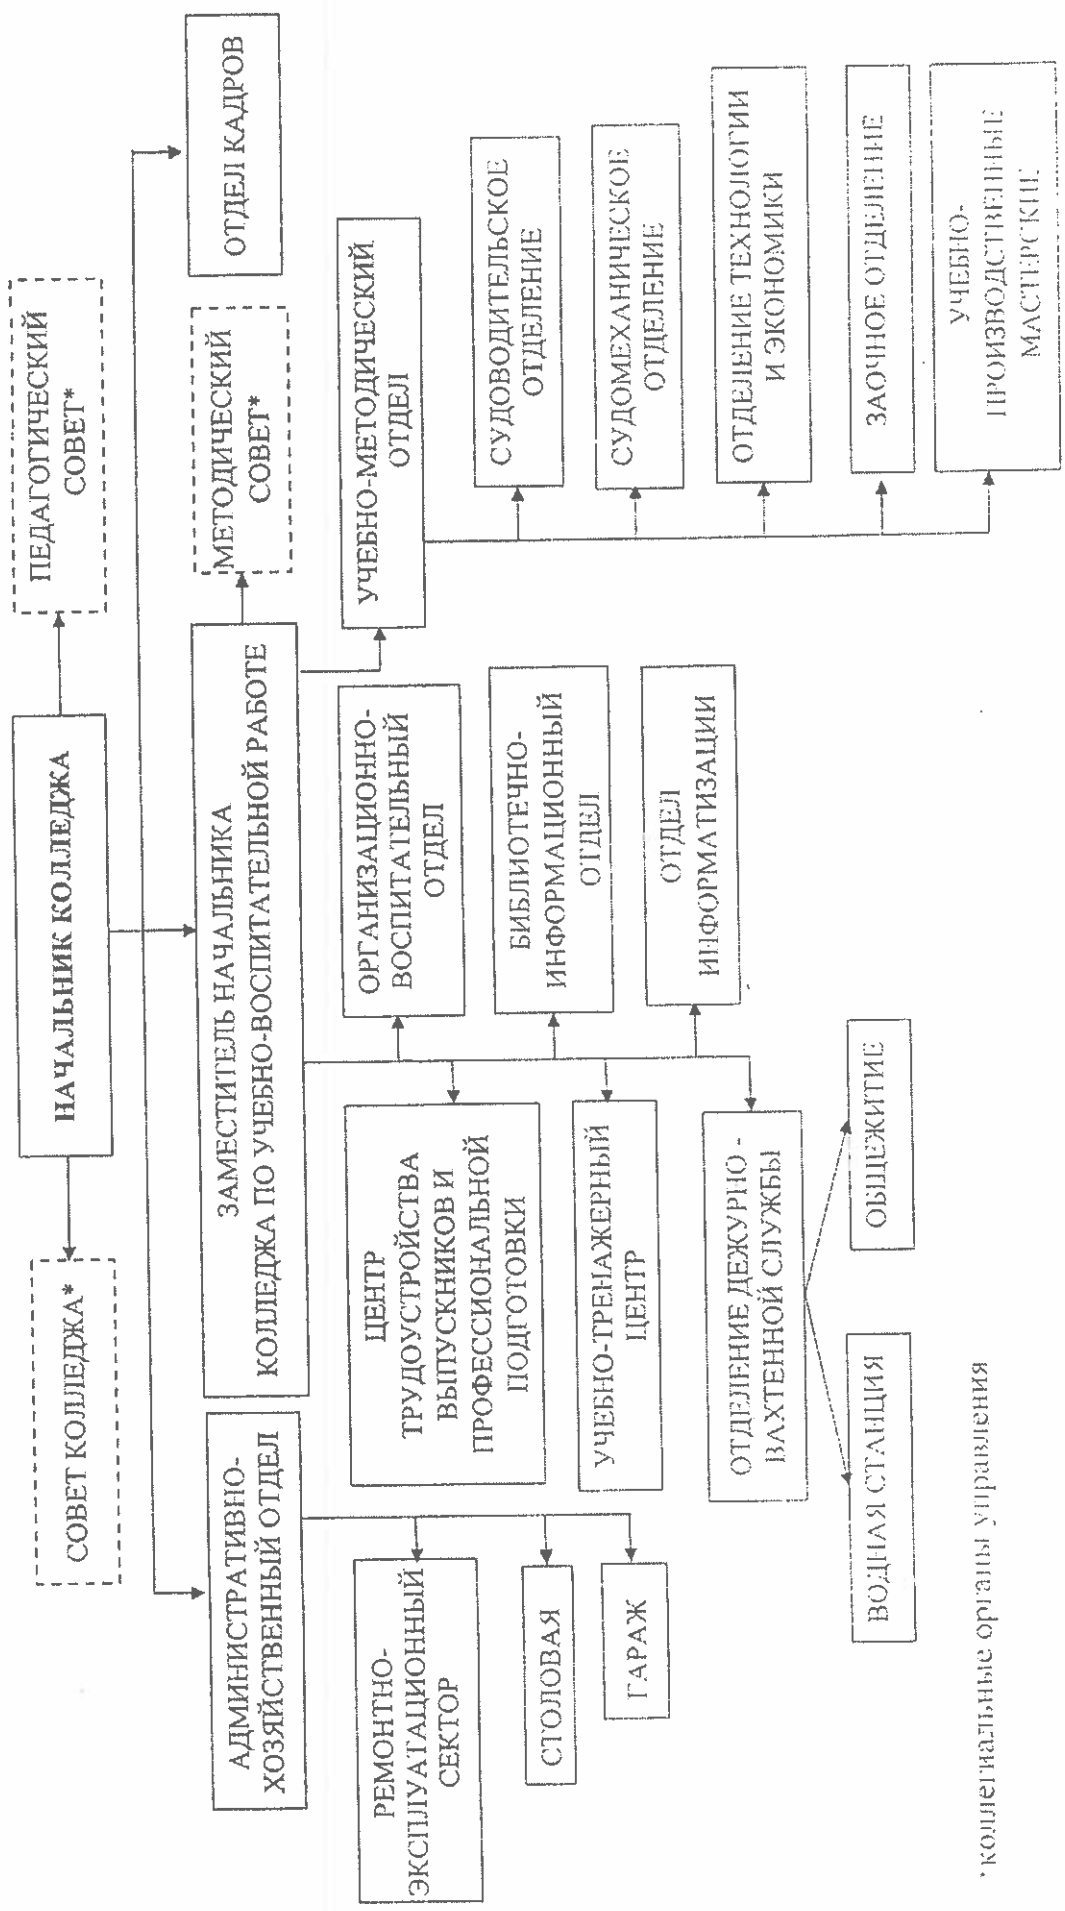 СОВЕТ КОЛЛЕДЖА*
НАЧАЛЬНИК КОЛЛЕДЖА
ПЕДАГОГИЧЕСКИЙ
СОВЕТ*
АДМИНИСТРАТИВНО-
ХОЗЯЙСТВЕННЫЙ ОТДЕЛ
ЗАМЕСТИТЕЛЬ НАЧАЛЬНИКА
КОЛЛЕДЖА ПО УЧЕБНО-ВОСПИТАТЕЛЬНОЙ РАБОТЕ
МЕТОДИЧЕСКИЙ
СОВЕТ*
ОТДЕЛ КАДРОВ
РЕМОНТНО-
ЭКСПЛУАТАЦИОННЫЙ
СЕКТОР
СТОЛОВАЯ
ГАРАЖ
ЦЕНТР
ТРУДОУСТРОЙСТВА
ВЫПУСКНИКОВ И
ПРОФЕССИОНАЛЬНОЙ
ПОДГОТОВКИ
УЧЕБНО-ТРЕНАЖЕРНЫЙ
ЦЕНТР
ОТДЕЛЕНИЕ ДЕЖУРНО-
ВАХТЕННОЙ СЛУЖБЫ
ВОДНАЯ СТАНЦИЯ
ОБЩЕЖИТИЕ
ОРГАНИЗАЦИОННО-
ВОСПИТАТЕЛЬНЫЙ
ОТДЕЛ
БИБЛИОТЕЧНО-
ИНФОРМАЦИОННЫЙ
ОТДЕЛ
ОТДЕЛ
ИНФОРМАТИЗАЦИИ
УЧЕБНО-МЕТОДИЧЕСКИЙ
ОТДЕЛ
СУДОВОДИТЕЛЬСКОЕ
ОТДЕЛЕНИЕ
СУДОМЕХАНИЧЕСКОЕ
ОТДЕЛЕНИЕ
ОТДЕЛЕНИЕ ТЕХНОЛОГИИ
И ЭКОНОМИКИ
ЗАОЧНОЕ ОТДЕЛЕНИЕ
УЧЕБНО-
ПРОИЗВОДСТВЕННЫЕ
МАСТЕРСКИЕ
*коллегиальные органы управления